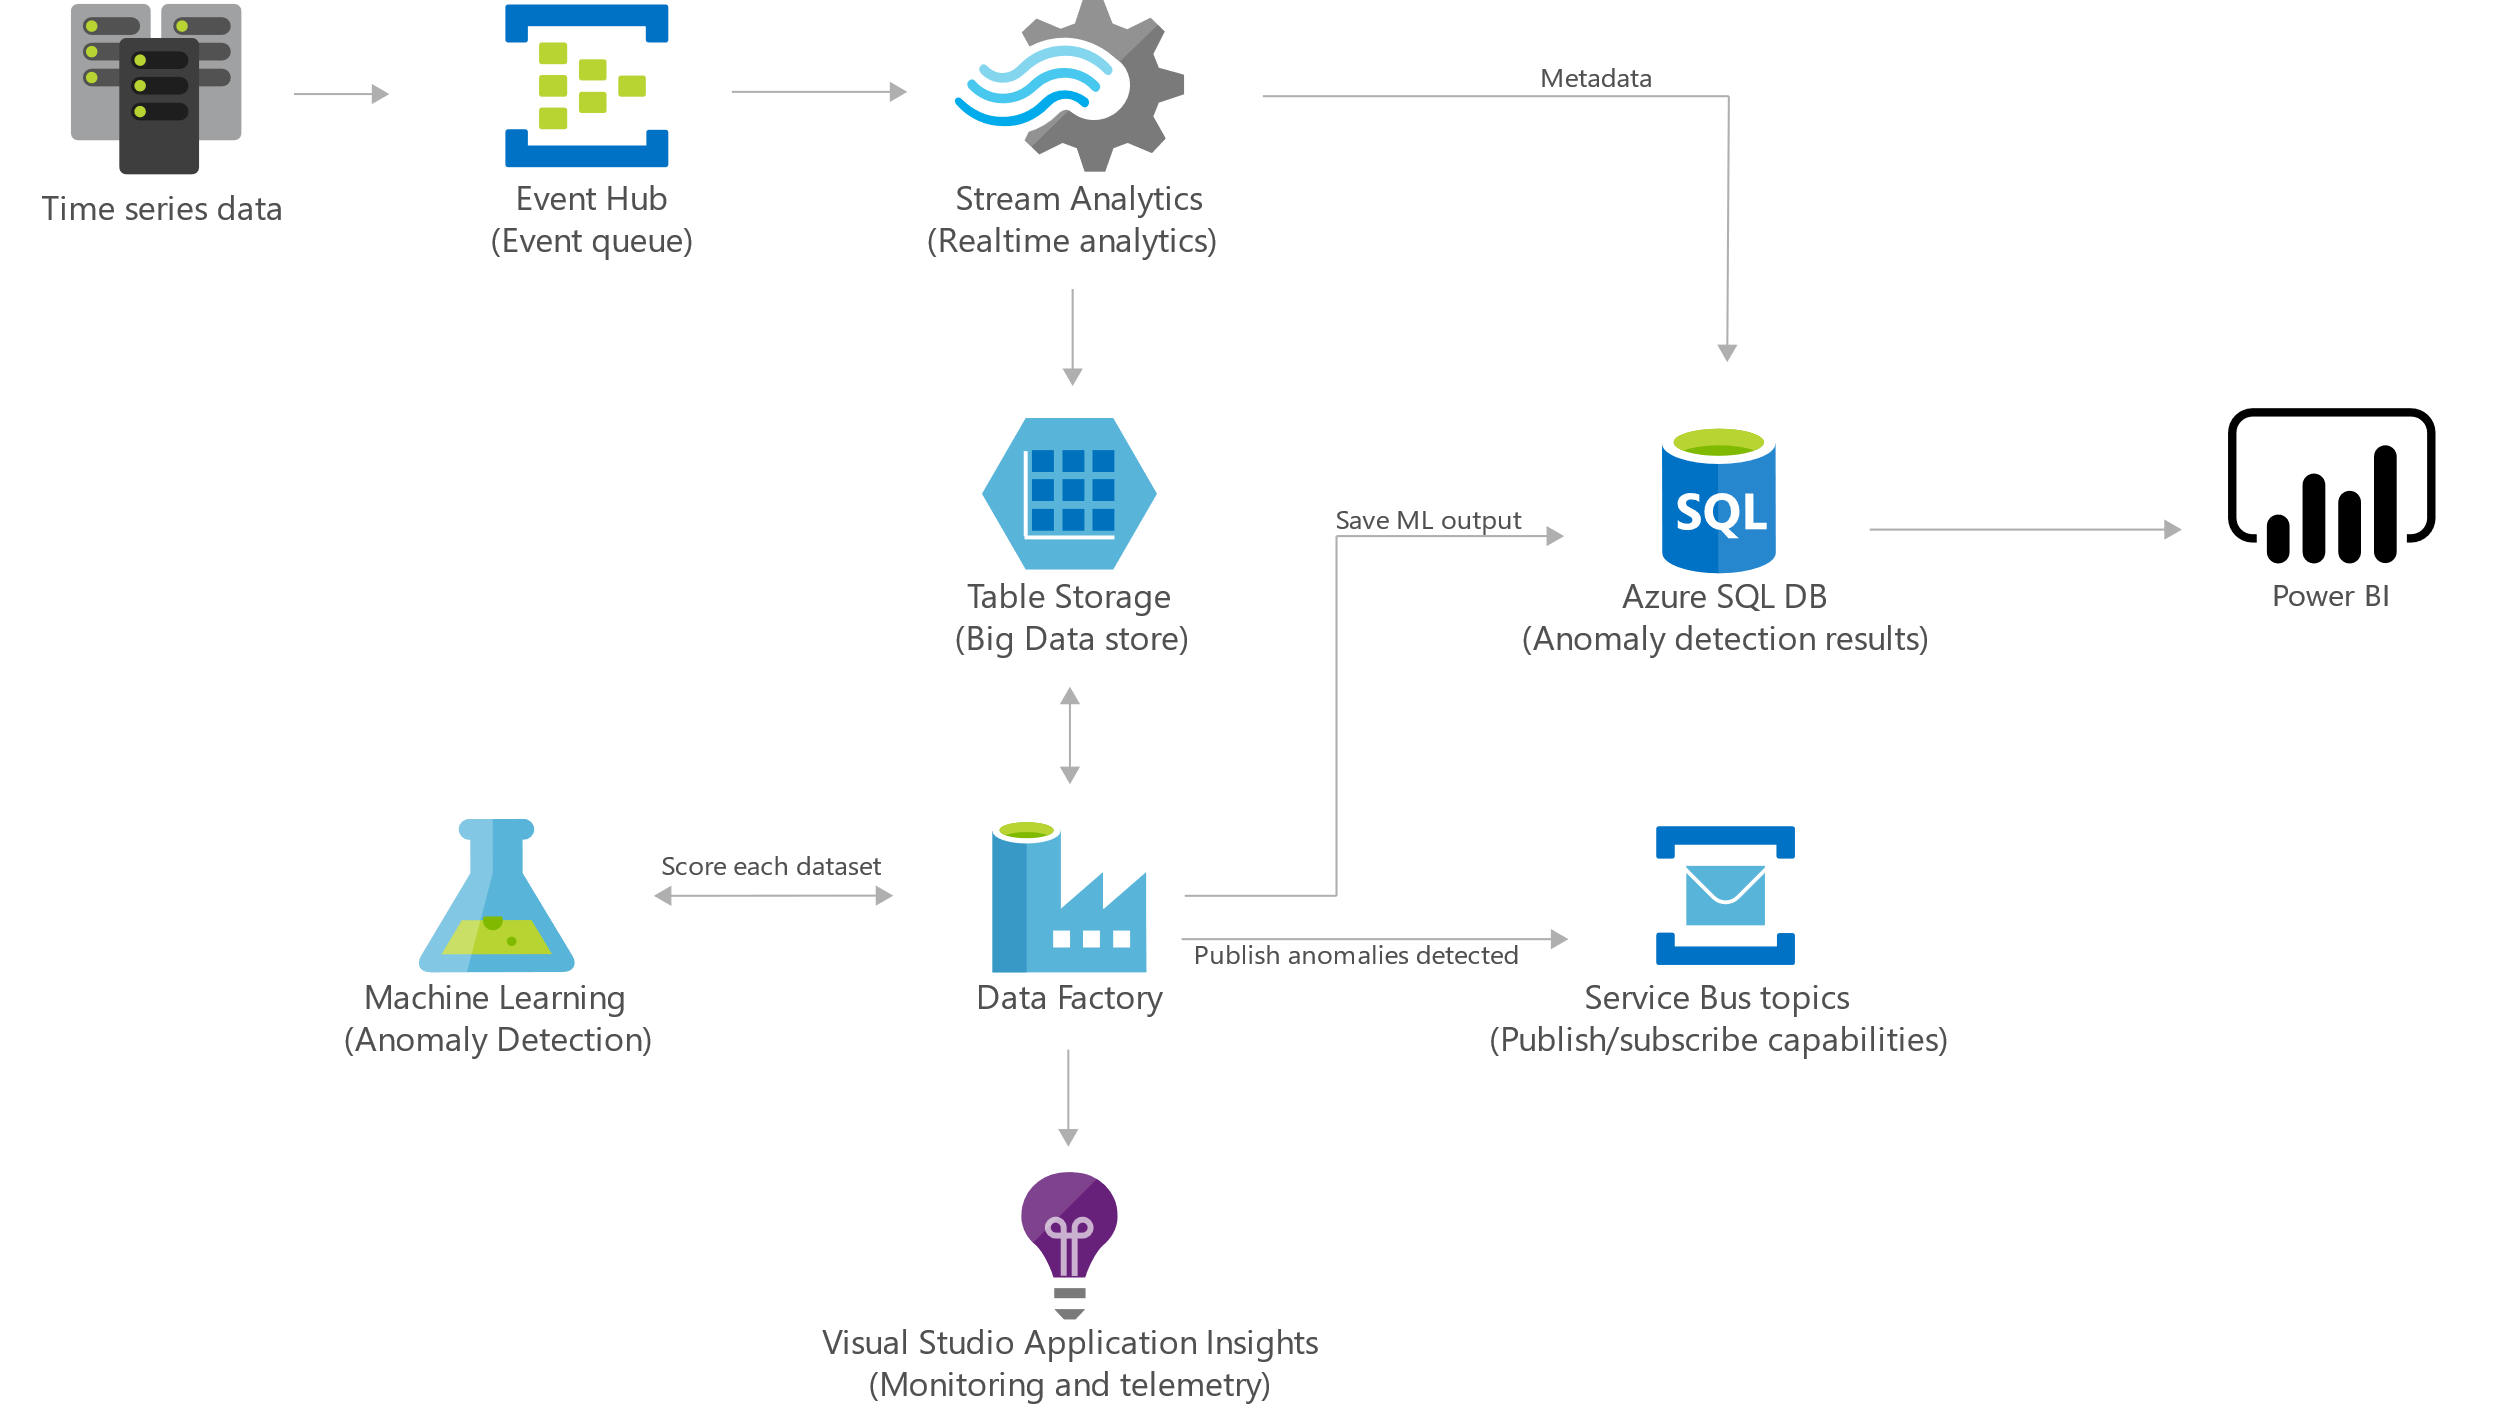 Time series data
Event Hub
(Event queue)
Stream Analytics
(Realtime analytics)
Metadata
Table Storage
(Big Data store)
Save ML output
SQL
Azure SQL DB
(Anomaly detection results)
Power BI
Score each dataset
Machine Learning
(Anomaly Detection)
Data Factory
Publish anomalies detected
Service Bus topics
(Publish/subscribe capabilities)
Visual Studio Application Insights
(Monitoring and telemetry)